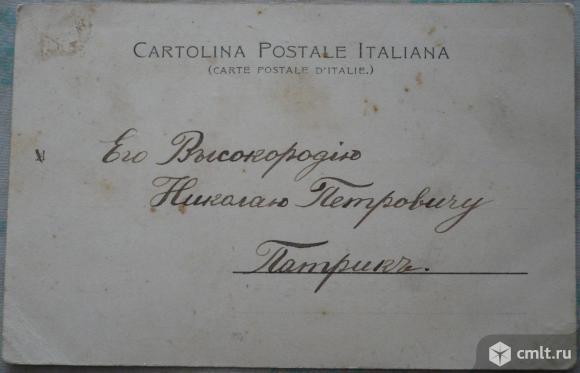 CARTOLINA POSTALE ITALIANA
(CARTE POSTALE D'ITALIE.)
Его Высокородію
Николаю Петровичу
Патрикъ.
cmlt.ru